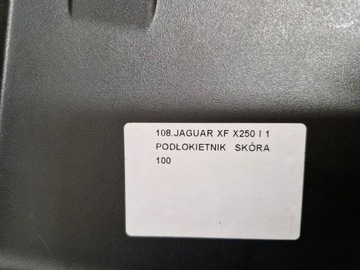 108.JAGUAR XF X250 I 1
PODŁOKIETNIK SKÓRA
100